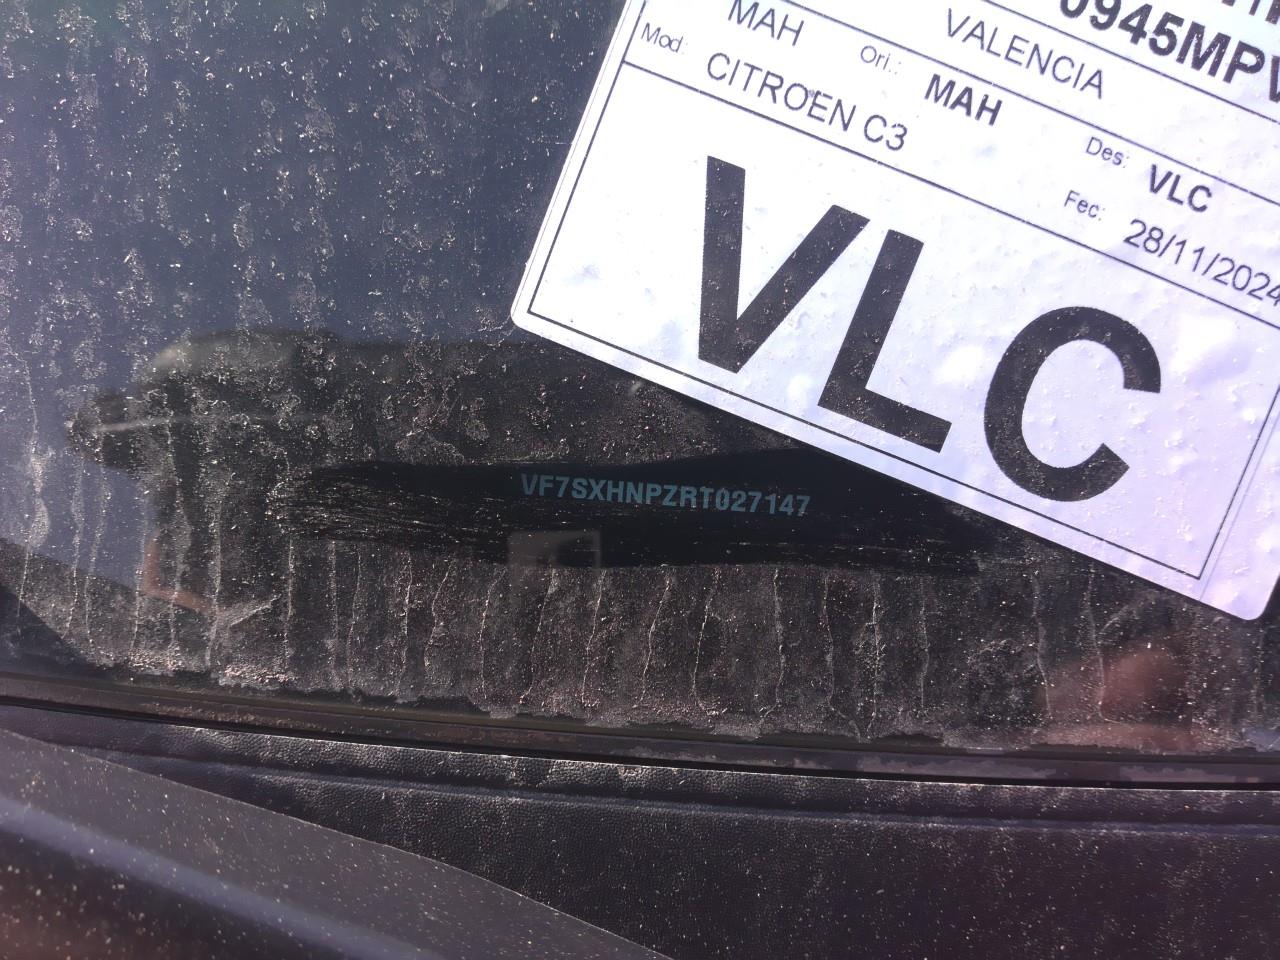 0945MPV
MAH VALENCIA
Mod: CITROEN C3 Ori.: MAH Des: VLC
Fec: 28/11/2024
VLC
VF7SXHNPZRT027147